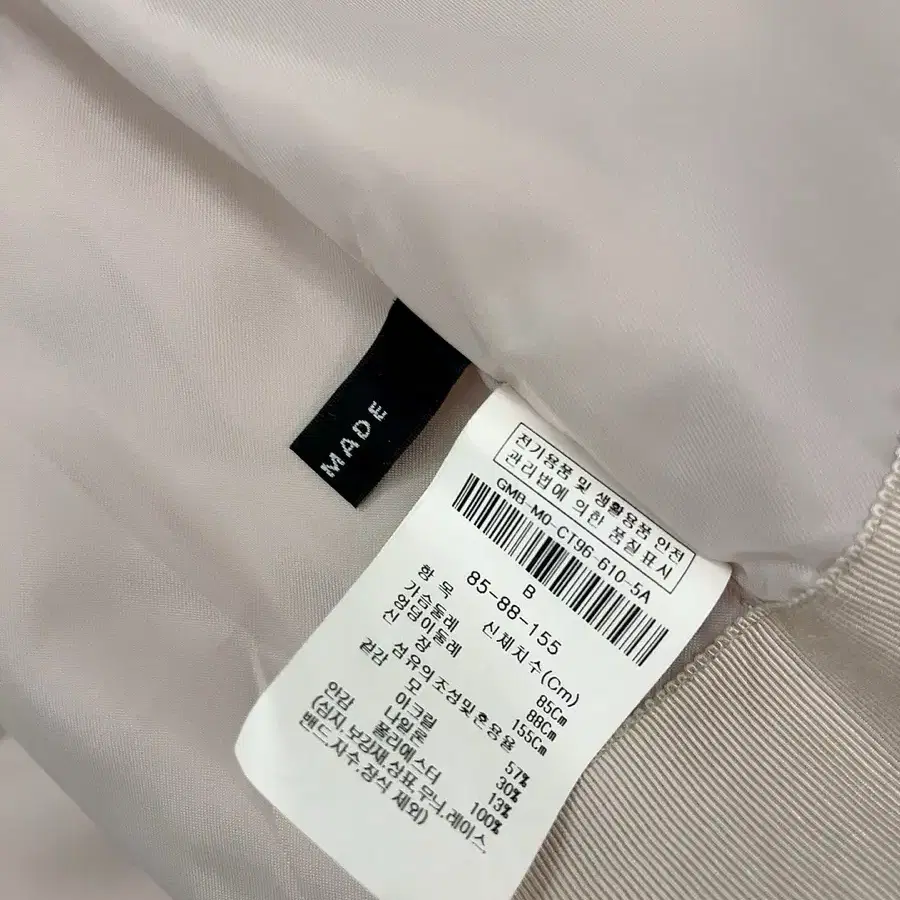 MADE
전기용품 및 생활용품 안전
관리법에 의한 품질표시
GMB-M0-CT96-610-5A
B
85-88-155
항 목 신체치수(Cm)
가슴둘레 85Cm
엉덩이둘레 88Cm
신 장 155Cm
섬유의조성및혼용율
겉감 모 57%
아크릴 30%
나일론 13%
안감 폴리에스터 100%
(심지,보강재,상표,무늬,레이스,
밴드,자수,장식 제외)